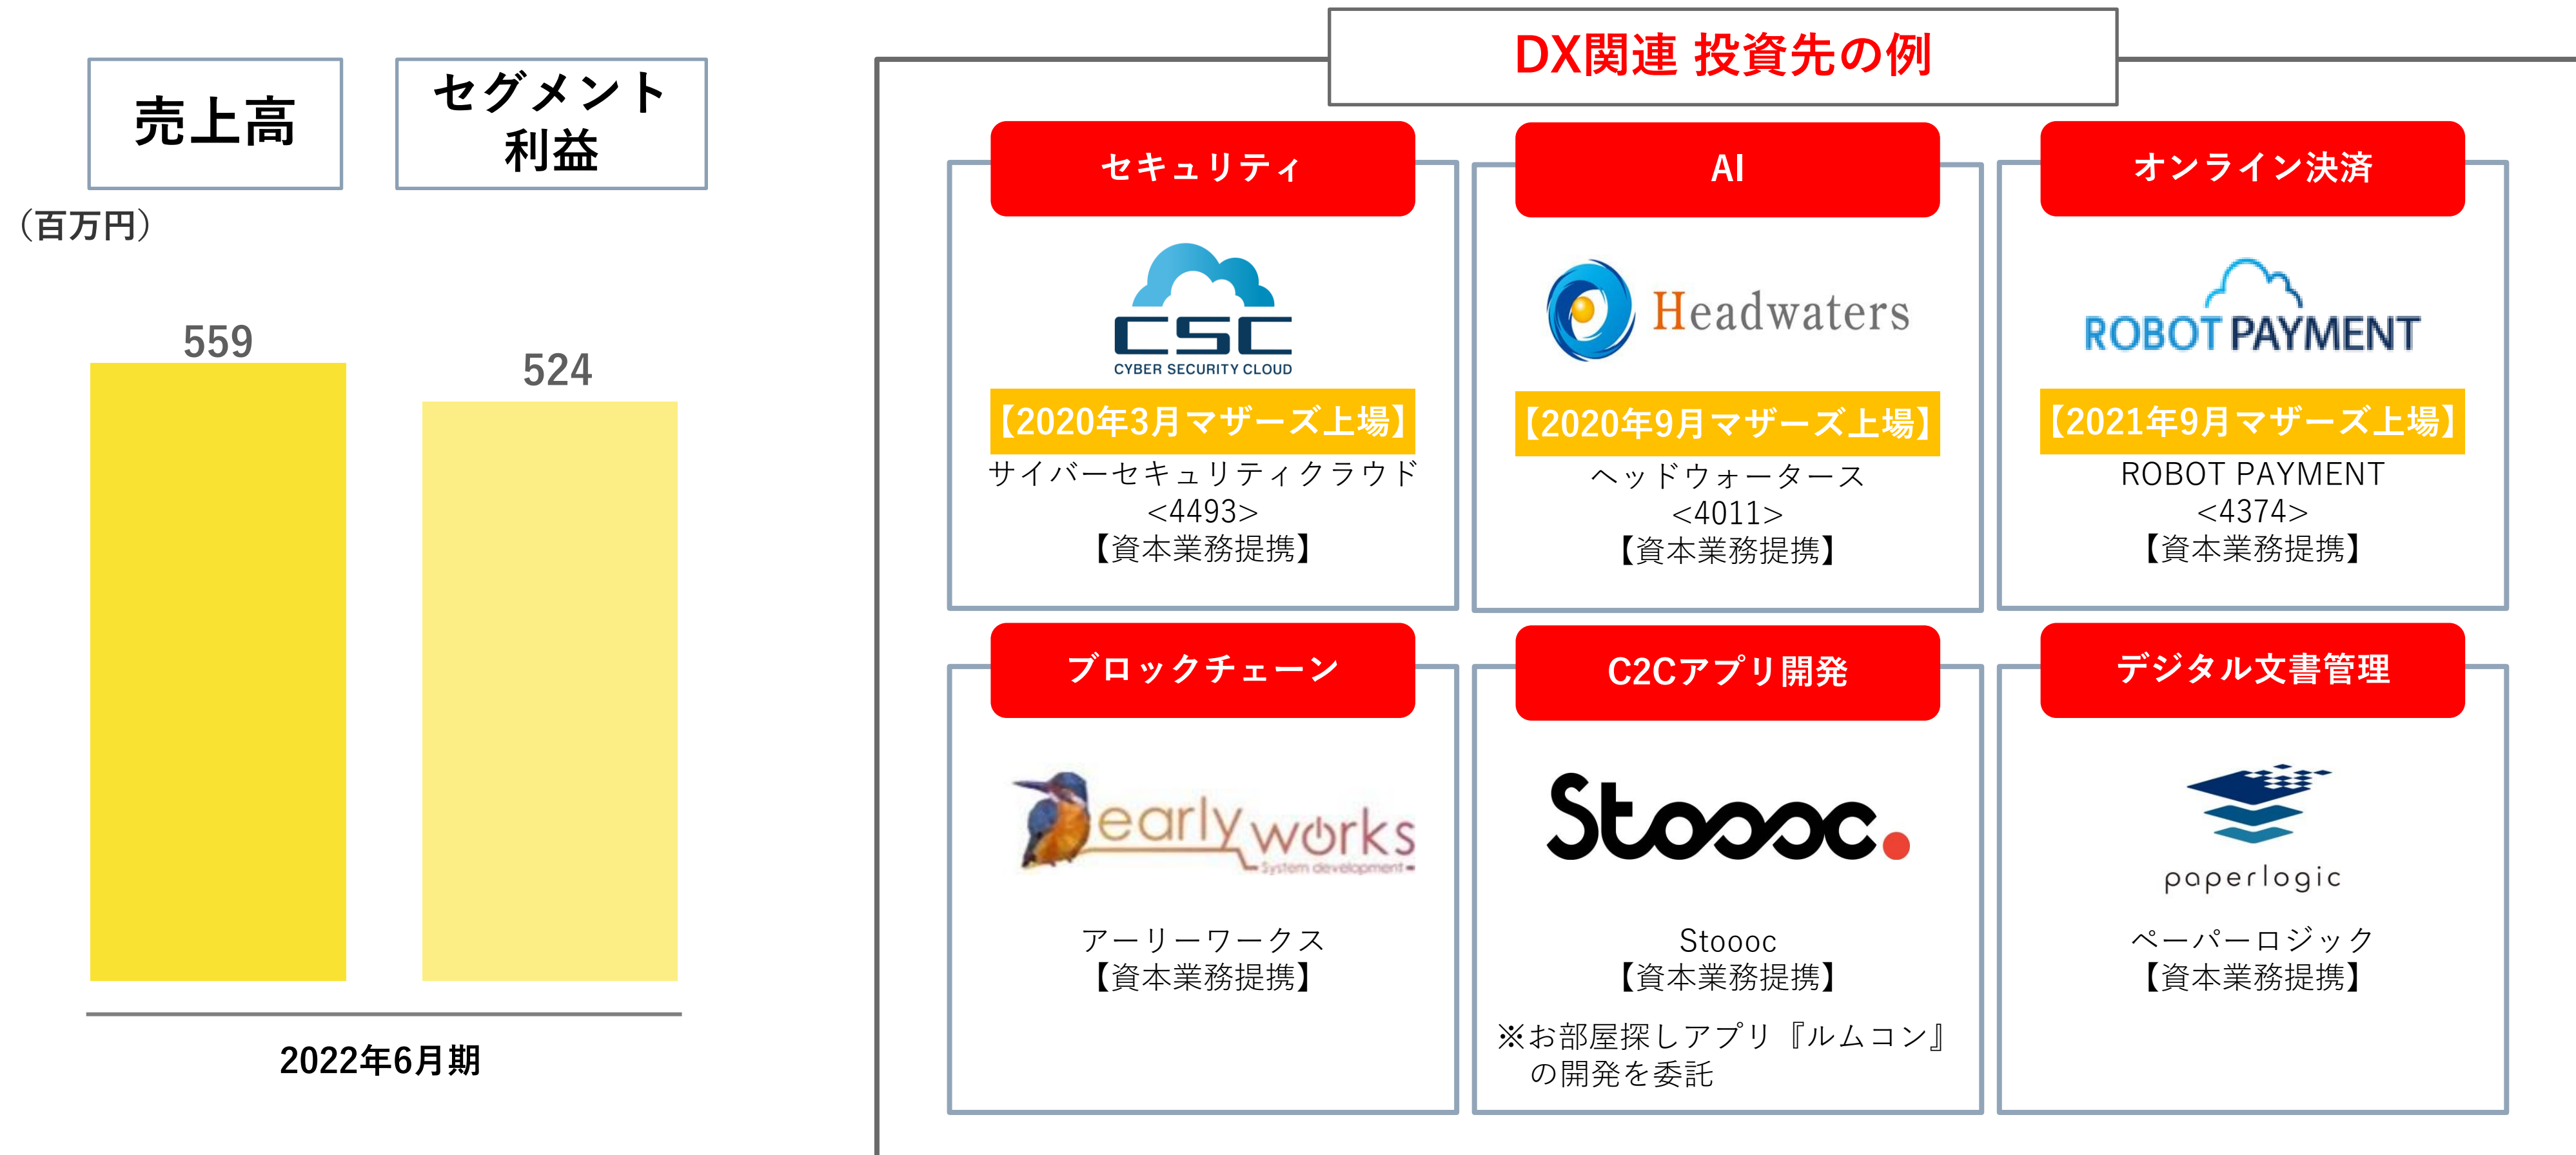 売上高
セグメント
利益
（百万円）
559
524
2022年6月期
DX関連 投資先の例
セキュリティ
CSC
CYBER SECURITY CLOUD
【2020年3月マザーズ上場】
サイバーセキュリティクラウド
<4493>
【資本業務提携】
AI
Headwaters
【2020年9月マザーズ上場】
ヘッドウォータース
<4011>
【資本業務提携】
オンライン決済
ROBOT PAYMENT
【2021年9月マザーズ上場】
ROBOT PAYMENT
<4374>
【資本業務提携】
ブロックチェーン
early works
System development
アーリーワークス
【資本業務提携】
C2Cアプリ開発
Stoooc.
Stoooc
【資本業務提携】
※お部屋探しアプリ『ルムコン』
の開発を委託
デジタル文書管理
paperlogic
ペーパーロジック
【資本業務提携】